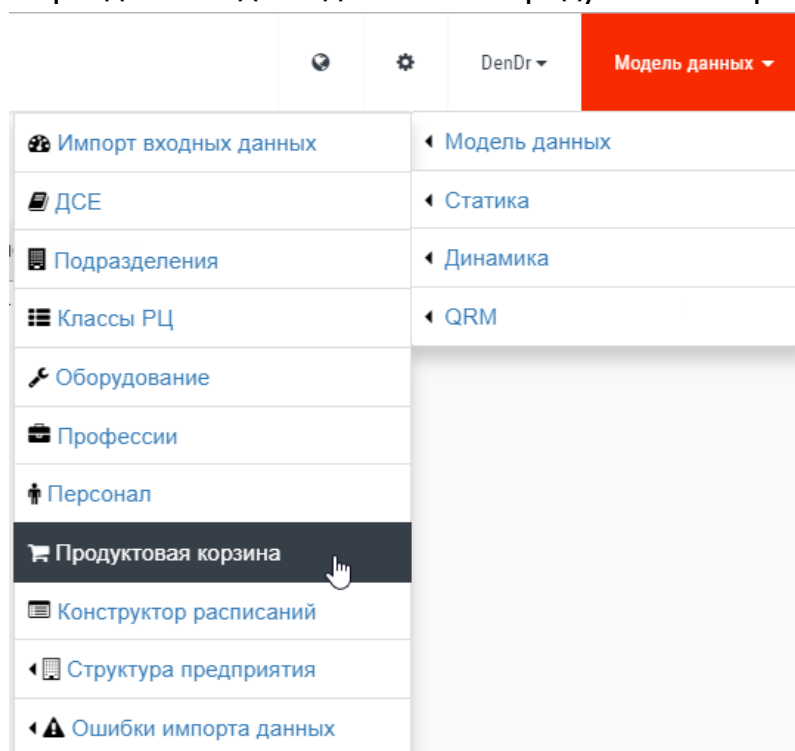 DenDr
Модель данных
Импорт входных данных
ДСЕ
Подразделения
Классы РЦ
Оборудование
Профессии
Персонал
Продуктовая корзина
Конструктор расписаний
Структура предприятия
Ошибки импорта данных
Модель данных
Статика
Динамика
QRM